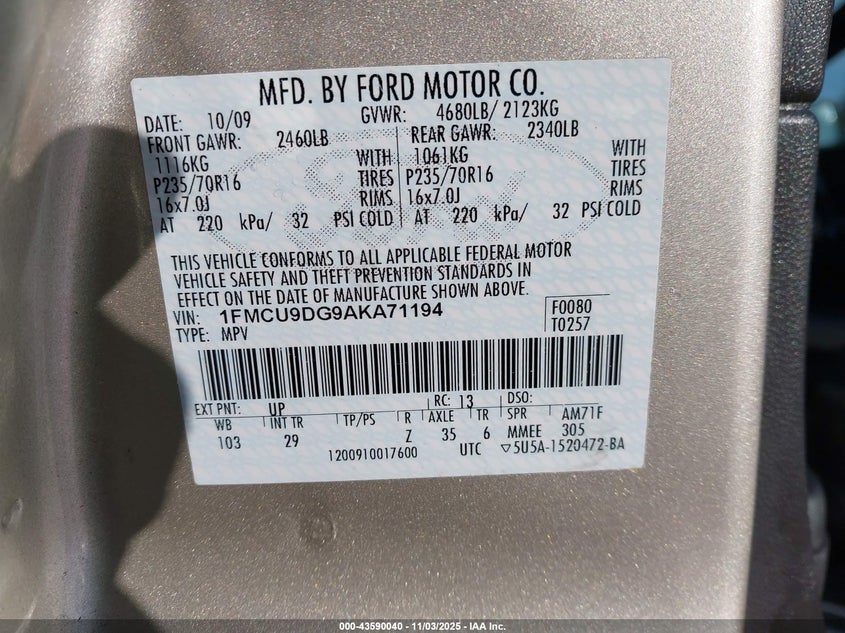 MFD. BY FORD MOTOR CO.
DATE: 10/09 GVWR: 4680LB/ 2123KG
FRONT GAWR: 2460LB REAR GAWR: 2340LB
1116KG WITH 1061KG WITH
P235/70R16 TIRES P235/70R16 TIRES
16x7.0J RIMS 16x7.0J RIMS
AT 220 kPa/ 32 PSI COLD AT 220 kPa/ 32 PSI COLD
THIS VEHICLE CONFORMS TO ALL APPLICABLE FEDERAL MOTOR
VEHICLE SAFETY AND THEFT PREVENTION STANDARDS IN
EFFECT ON THE DATE OF MANUFACTURE SHOWN ABOVE.
VIN: 1FMCU9DG9AKA71194 F0080
TYPE: MPV T0257
EXT PNT: UP RC: 13 DSO:
WB INT TR TP/PS R AXLE TR SPR AM71F
103 29 Z 35 6 MMEE 305
1200910017600 UTC ▽5U5A-1520472-BA
000-43590040 - 11/03/2025 - IAA Inc.